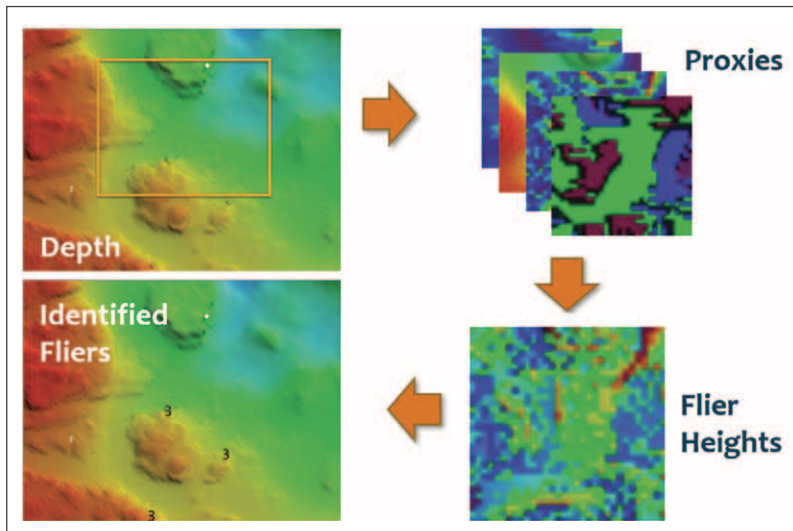 Depth
Proxies
Flier
Heights
Identified
Fliers
3
3
3